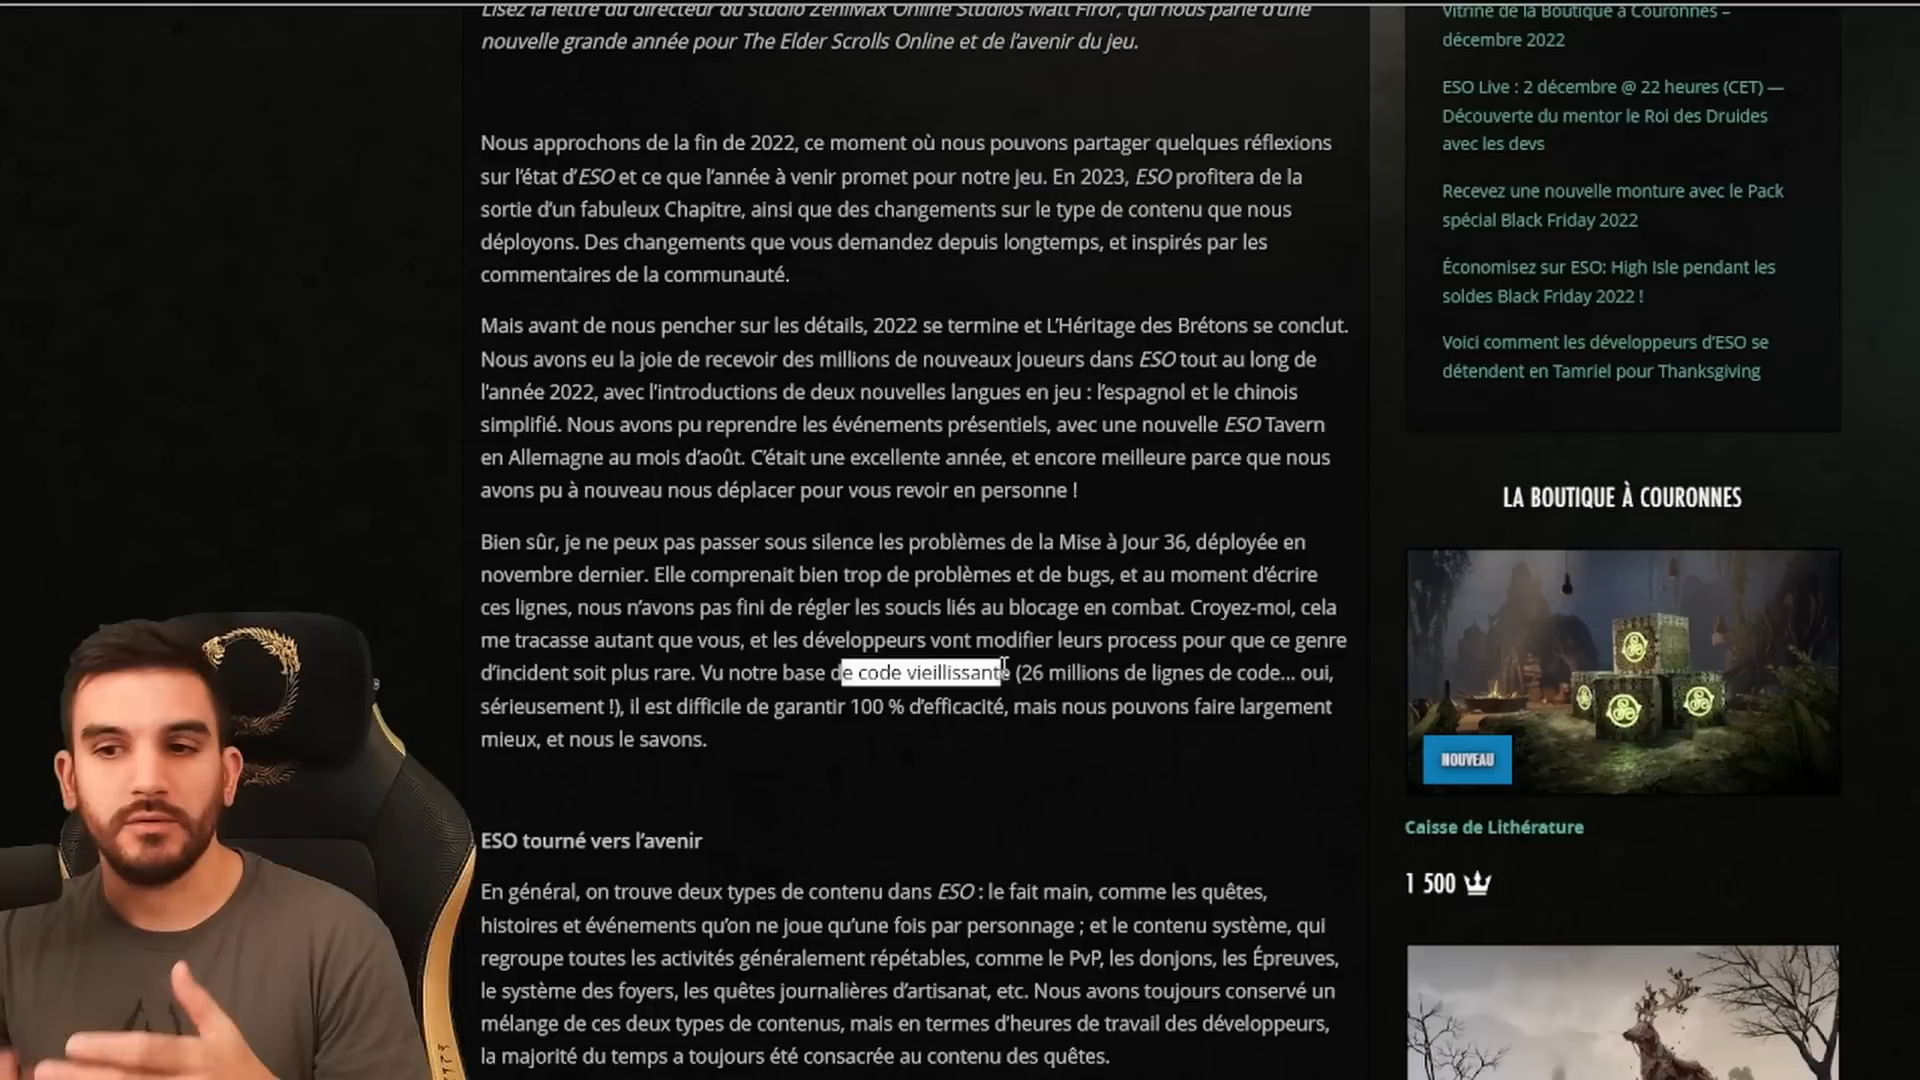 Lisez la lettre du directeur du studio ZeniMax Online Studios Matt Firor, qui nous parle d'une
nouvelle grande année pour The Elder Scrolls Online et de l'avenir du jeu.
Nous approchons de la fin de 2022, ce moment où nous pouvons partager quelques réflexions
sur l'état d'ESO et ce que l'année à venir promet pour notre jeu. En 2023, ESO profitera de la
sortie d'un fabuleux Chapitre, ainsi que des changements sur le type de contenu que nous
déployons. Des changements que vous demandez depuis longtemps, et inspirés par les
commentaires de la communauté.
Mais avant de nous pencher sur les détails, 2022 se termine et L'Héritage des Brétons se conclut.
Nous avons eu la joie de recevoir des millions de nouveaux joueurs dans ESO tout au long de
l'année 2022, avec l'introductions de deux nouvelles langues en jeu : l'espagnol et le chinois
simplifié. Nous avons pu reprendre les événements présentiels, avec une nouvelle ESO Tavern
en Allemagne au mois d'août. C'était une excellente année, et encore meilleure parce que nous
avons pu à nouveau nous déplacer pour vous revoir en personne !
Bien sûr, je ne peux pas passer sous silence les problèmes de la Mise à Jour 36, déployée en
novembre dernier. Elle comprenait bien trop de problèmes et de bugs, et au moment d'écrire
ces lignes, nous n'avons pas fini de régler les soucis liés au blocage en combat. Croyez-moi, cela
me tracasse autant que vous, et les développeurs vont modifier leurs process pour que ce genre
d'incident soit plus rare. Vu notre base de code vieillissante (26 millions de lignes de code... oui,
sérieusement !), il est difficile de garantir 100 % d'efficacité, mais nous pouvons faire largement
mieux, et nous le savons.
ESO tourné vers l'avenir
En général, on trouve deux types de contenu dans ESO : le fait main, comme les quêtes,
histoires et événements qu'on ne joue qu'une fois par personnage ; et le contenu système, qui
regroupe toutes les activités généralement répétables, comme le PvP, les donjons, les Épreuves,
le système des foyers, les quêtes journalières d'artisanat, etc. Nous avons toujours conservé un
mélange de ces deux types de contenus, mais en termes d'heures de travail des développeurs,
la majorité du temps a toujours été consacrée au contenu des quêtes.
Vitrine de la Boutique à Couronnes –
décembre 2022
ESO Live : 2 décembre @ 22 heures (CET) —
Découverte du mentor le Roi des Druides
avec les devs
Recevez une nouvelle monture avec le Pack
spécial Black Friday 2022
Économisez sur ESO: High Isle pendant les
soldes Black Friday 2022 !
Voici comment les développeurs d'ESO se
détendent en Tamriel pour Thanksgiving
LA BOUTIQUE À COURONNES
NOUVEAU
Caisse de Lithérature
1 500